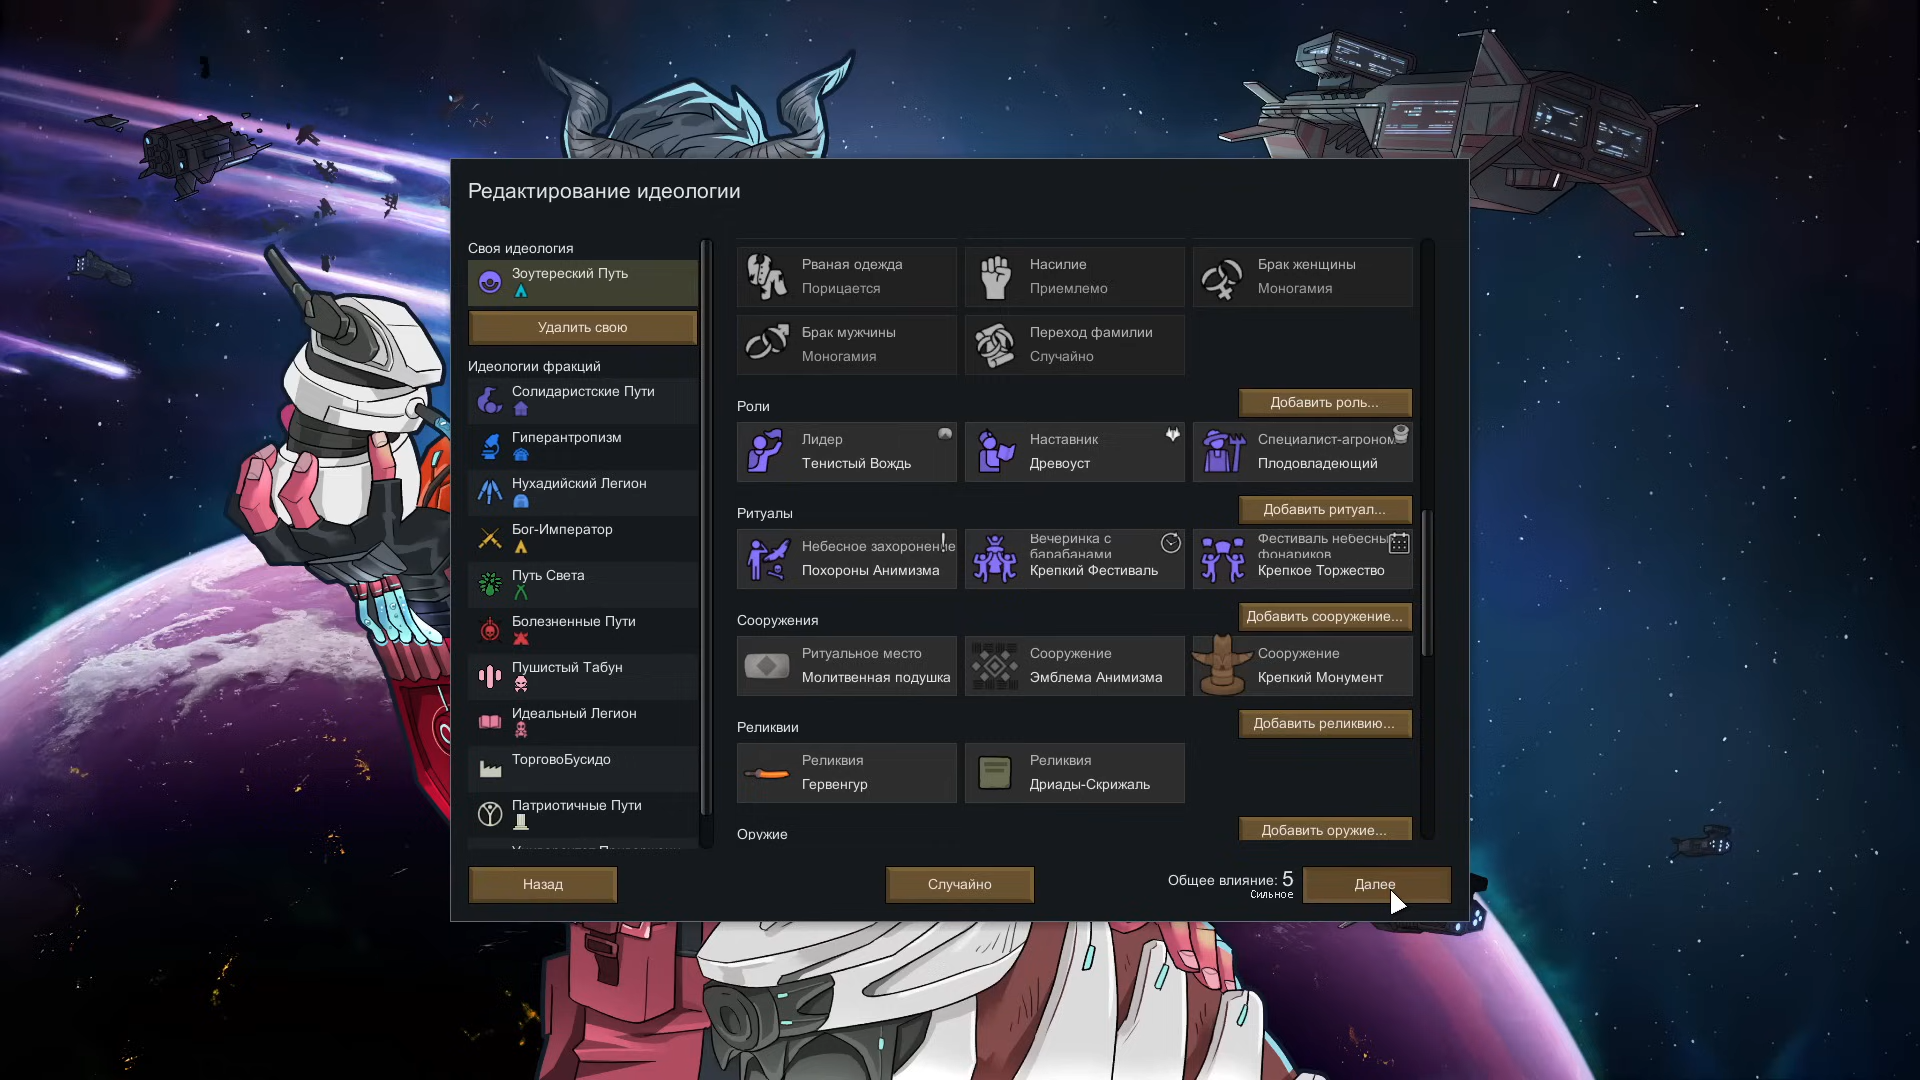 Редактирование идеологии
Своя идеология
Зоутереский Путь
Удалить свою
Идеологии фракций
Солидаристские Пути
Гиперантропизм
Нухадийский Легион
Бог-Император
Путь Света
Болезненные Пути
Пушистый Табун
Идеальный Легион
ТорговоБусидо
Патриотичные Пути
Рваная одежда
Порицается
Насилие
Приемлемо
Брак женщины
Моногамия
Брак мужчины
Моногамия
Переход фамилии
Случайно
Роли
Добавить роль...
Лидер
Тенистый Вождь
Наставник
Древоуст
Специалист-агроном
Плодовладеющий
Ритуалы
Добавить ритуал...
Небесное захоронение
Похороны Анимизма
Вечеринка с
барабанами
Крепкий Фестиваль
Фестиваль небесны
фонариков
Крепкое Торжество
Сооружения
Добавить сооружение...
Ритуальное место
Молитвенная подушка
Сооружение
Эмблема Анимизма
Сооружение
Крепкий Монумент
Реликвии
Добавить реликвию...
Реликвия
Гервенгур
Реликвия
Дриады-Скрижаль
Оружие
Добавить оружие...
Назад
Случайно
Общее влияние: 5
Сильное
Далее